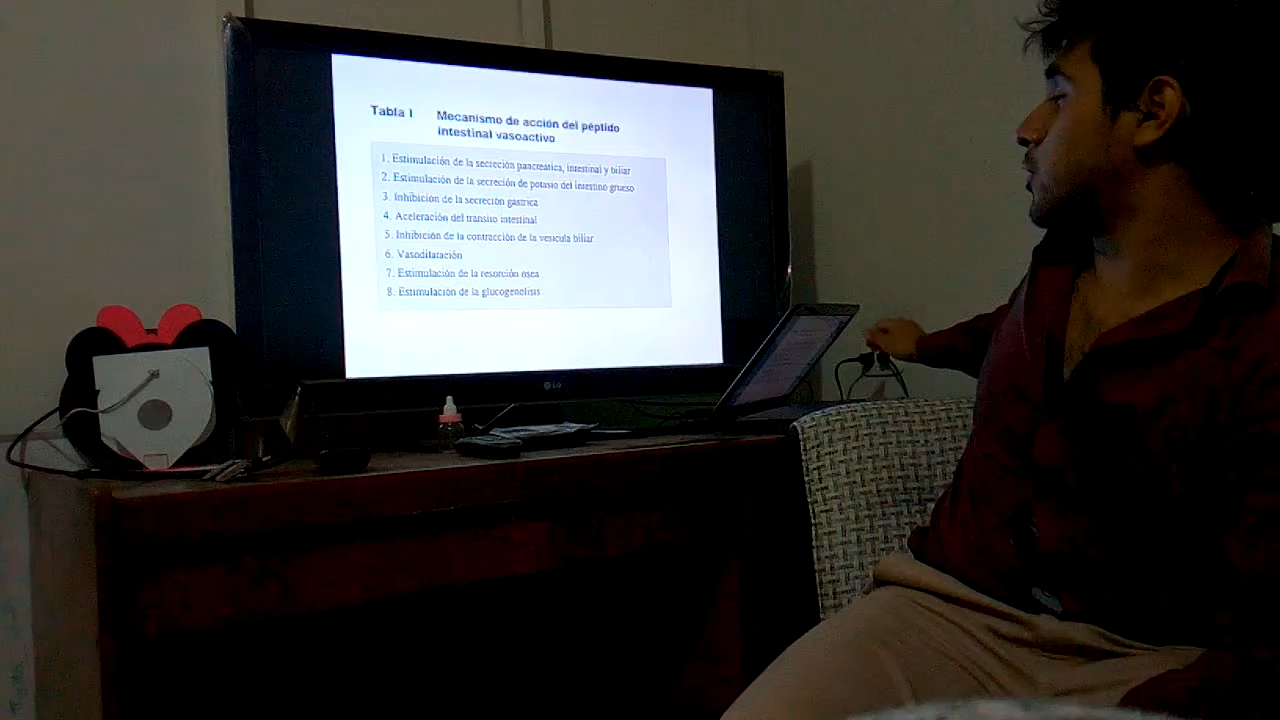 Tabla I Mecanismo de acción del péptido
intestinal vasoactivo
1. Estimulación de la secreción pancreática, intestinal y biliar
2. Estimulación de la secreción de potasio del intestino grueso
3. Inhibición de la secreción gástrica
4. Aceleración del transito intestinal
5. Inhibición de la contracción de la vesícula biliar
6. Vasodilatación
7. Estimulación de la resorción ósea
8. Estimulación de la glucogenolisis
LG